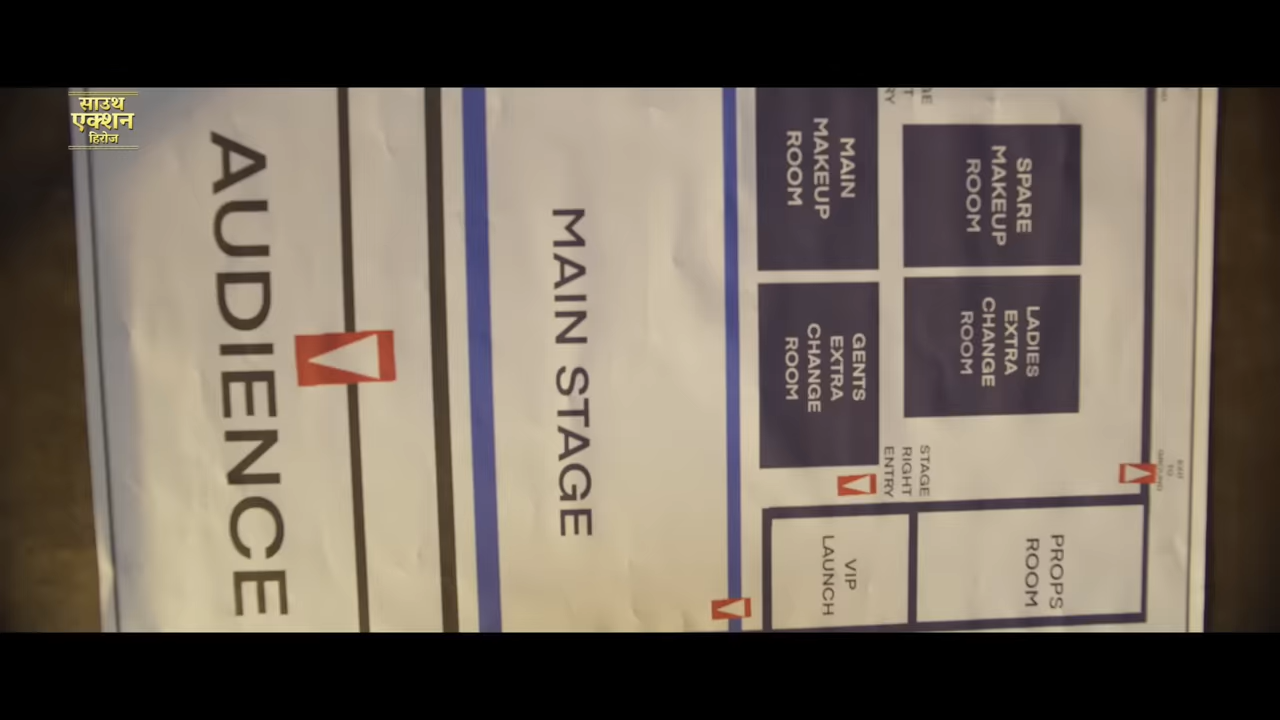 साउथ
एक्शन
हिरोज
AUDIENCE
MAIN STAGE
MAIN
MAKEUP
ROOM
SPARE
MAKEUP
ROOM
GENTS
EXTRA
CHANGE
ROOM
LADIES
EXTRA
CHANGE
ROOM
STAGE
RIGHT
ENTRY
VIP
LAUNCH
PROPS
ROOM